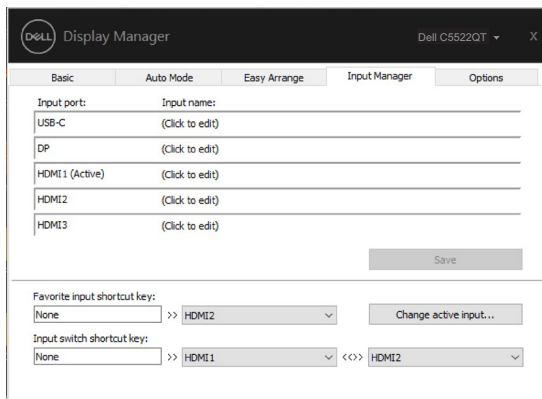 DELL Display Manager Dell C5522QT X
Basic Auto Mode Easy Arrange Input Manager Options
Input port: Input name:
USB-C (Click to edit)
DP (Click to edit)
HDMI1 (Active) (Click to edit)
HDMI2 (Click to edit)
HDMI3 (Click to edit)
Save
Favorite input shortcut key:
None >> HDMI2 Change active input...
Input switch shortcut key:
None >> HDMI1 <<>> HDMI2